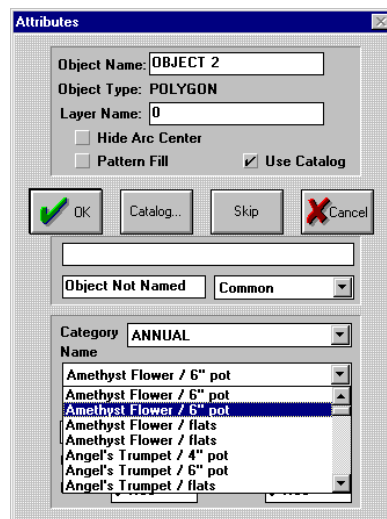 Attributes
Object Name: OBJECT 2
Object Type: POLYGON
Layer Name: 0
Hide Arc Center
Pattern Fill Use Catalog
OK Catalog... Skip Cancel
Object Not Named Common
Category ANNUAL
Name
Amethyst Flower / 6" pot
Amethyst Flower / 6" pot
Amethyst Flower / 6" pot
Amethyst Flower / flats
Amethyst Flower / flats
Angel's Trumpet / 4" pot
Angel's Trumpet / 6" pot
Angel's Trumpet / flats